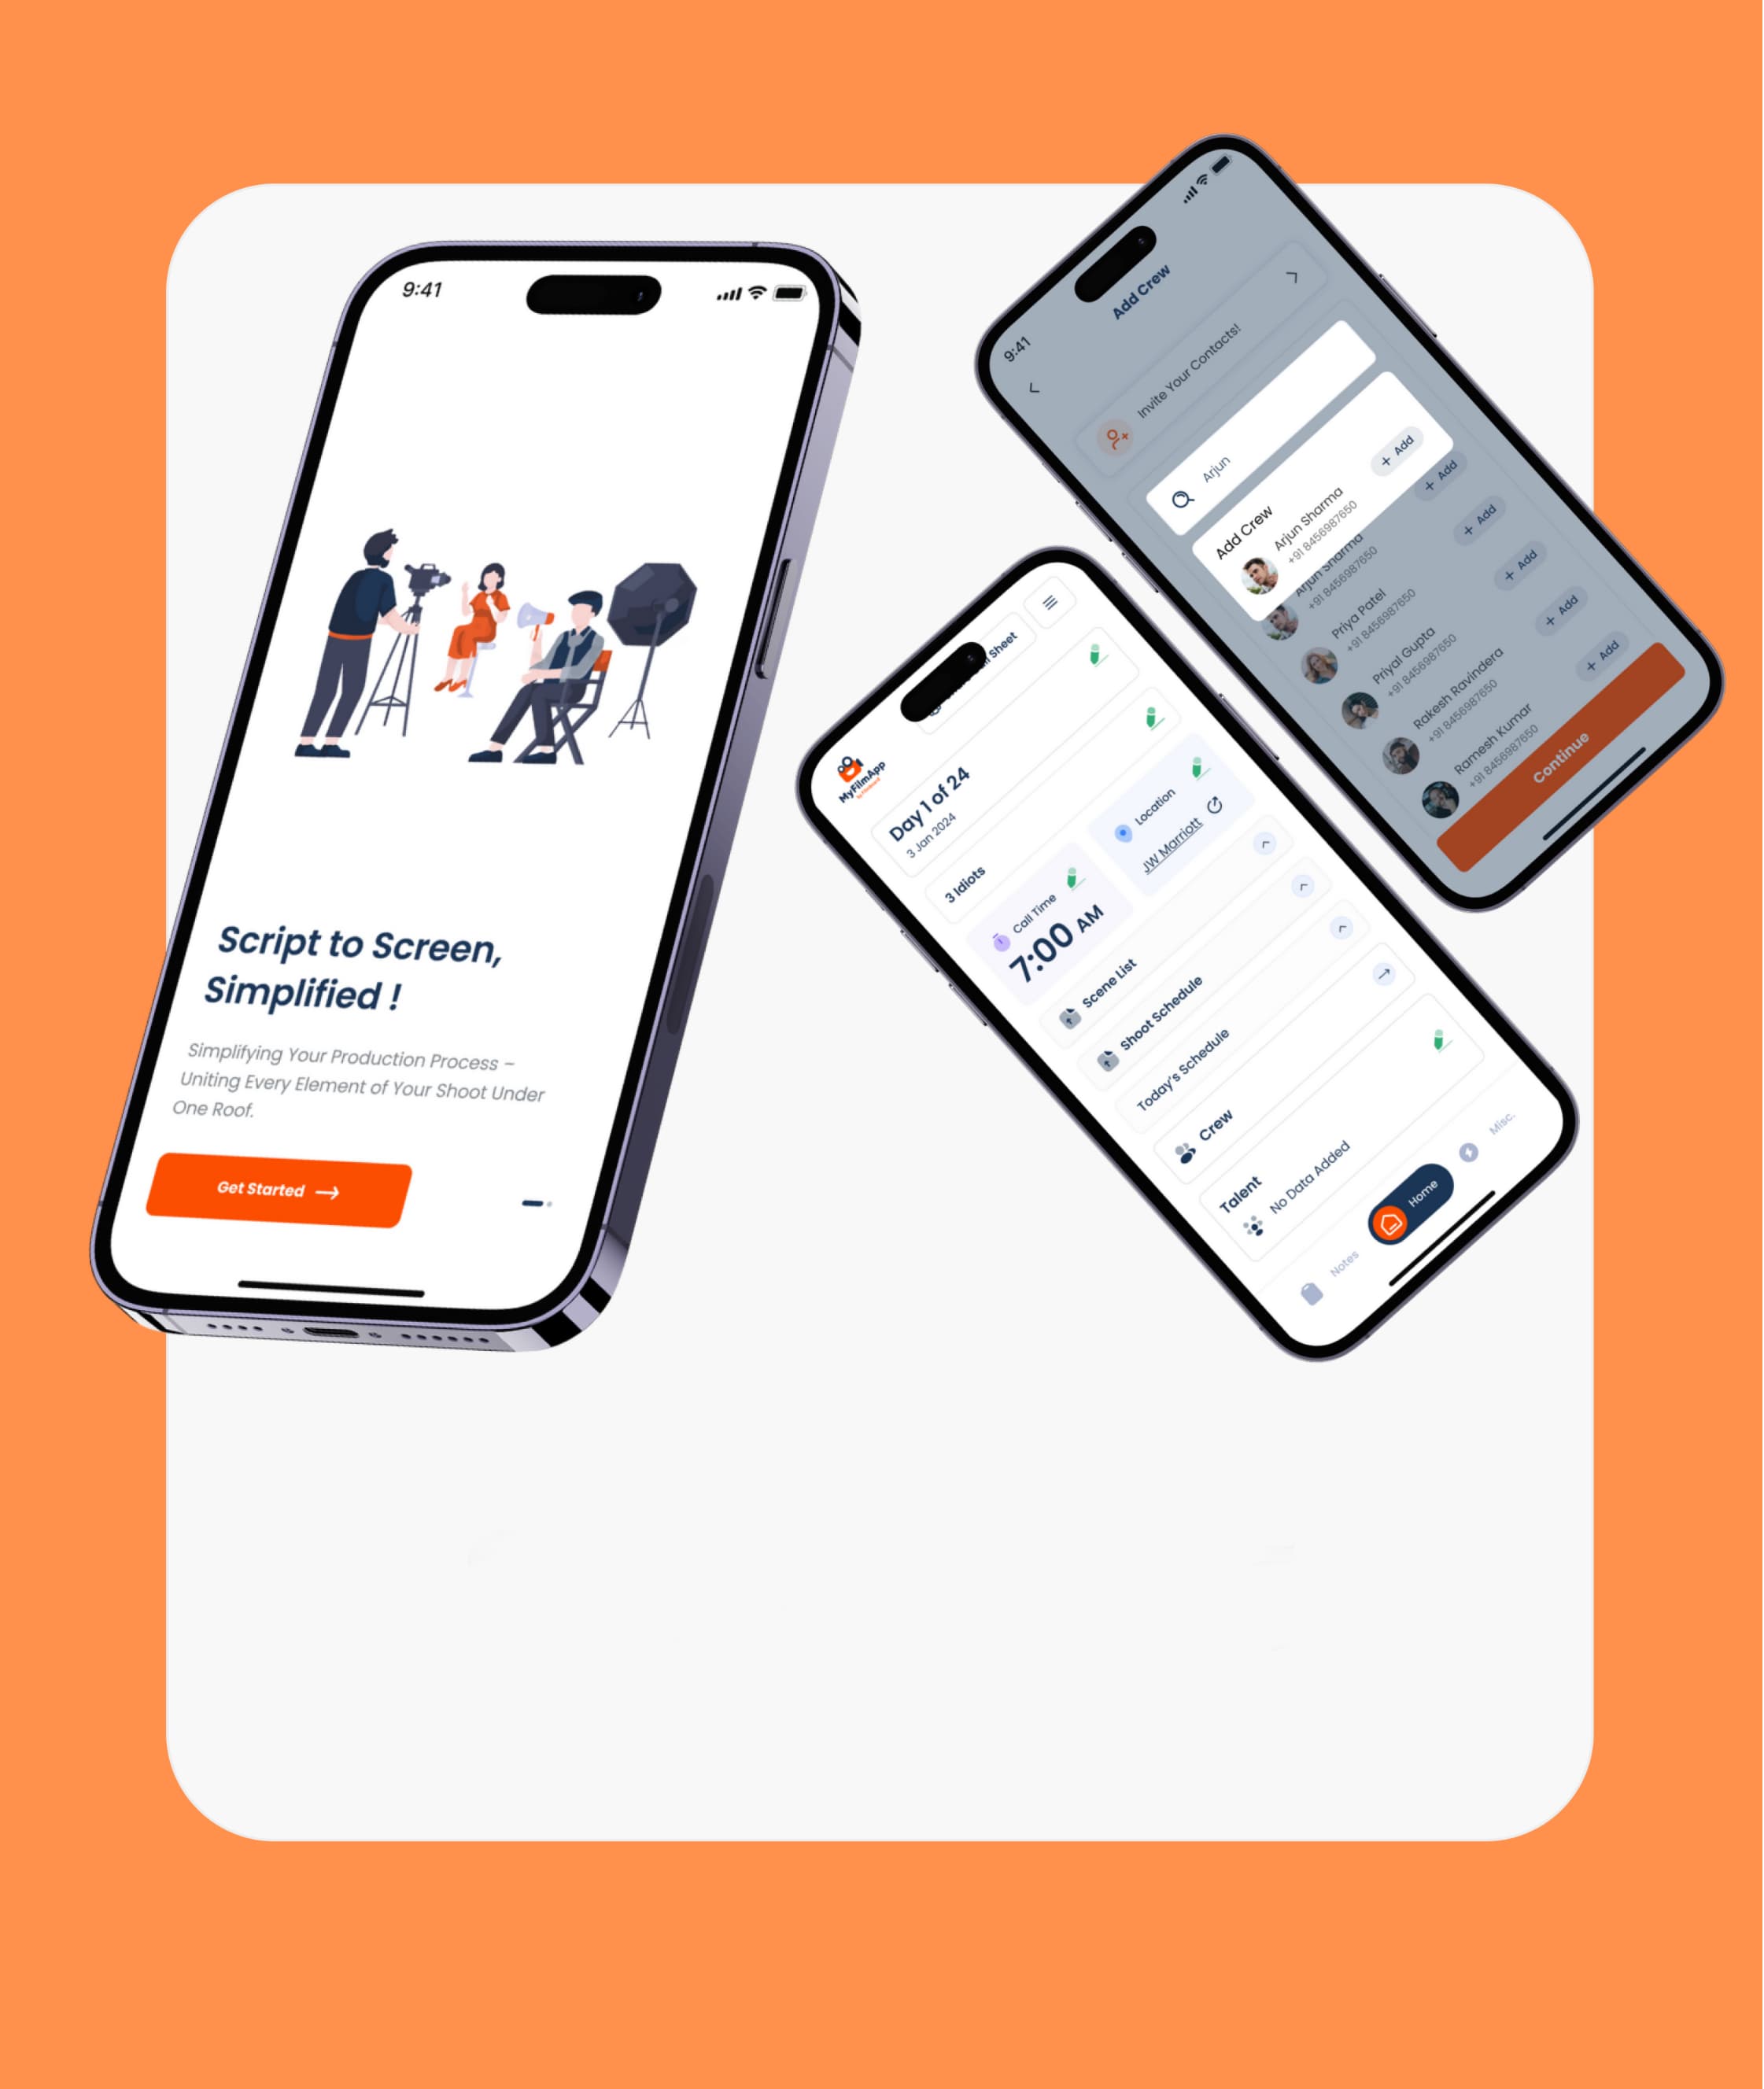 9:41
Script to Screen,
Simplified !
Simplifying Your Production Process –
Uniting Every Element of Your Shoot Under
One Roof.
Get Started
9:41
Add Crew
Invite Your Contacts!
Arjun
Add Crew
Arjun Sharma
+91 8456987650
+ Add
Arjun Sharma
+91 8456987650
+ Add
Priya Patel
+91 8456987650
+ Add
Priyal Gupta
+91 8456987650
+ Add
Rakesh Ravindera
+91 8456987650
+ Add
Ramesh Kumar
+91 8456987650
+ Add
Continue
MyFilmApp
Sheet
Day 1 of 24
3 Jan 2024
3 Idiots
Call Time
7:00 AM
Location
JW Marriott
Scene List
Shoot Schedule
Today's Schedule
Crew
Talent
No Data Added
Notes
Home
Misc.